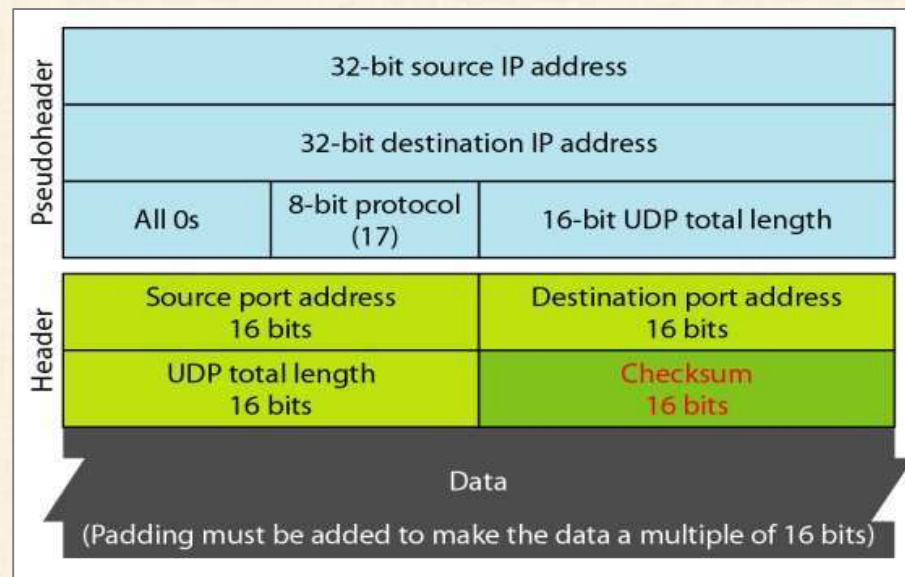 Pseudoheader
32-bit source IP address
32-bit destination IP address
All 0s
8-bit protocol
(17)
16-bit UDP total length
Header
Source port address
16 bits
Destination port address
16 bits
UDP total length
16 bits
Checksum
16 bits
Data
(Padding must be added to make the data a multiple of 16 bits)